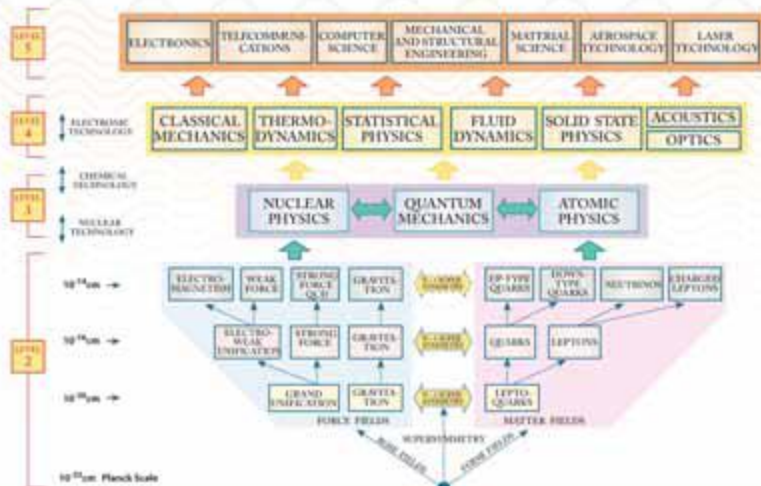 LEVEL 5
ELECTRONICS
TELECOMMUNI-
CATIONS
COMPUTER
SCIENCE
MECHANICAL
AND STRUCTURAL
ENGINEERING
MATERIAL
SCIENCE
AEROSPACE
TECHNOLOGY
LASER
TECHNOLOGY
LEVEL 4
ELECTRONIC
TECHNOLOGY
CLASSICAL
MECHANICS
THERMO-
DYNAMICS
STATISTICAL
PHYSICS
FLUID
DYNAMICS
SOLID STATE
PHYSICS
ACOUSTICS
OPTICS
CHEMICAL
TECHNOLOGY
LEVEL 3
NUCLEAR
TECHNOLOGY
NUCLEAR
PHYSICS
QUANTUM
MECHANICS
ATOMIC
PHYSICS
LEVEL 2
ELECTRO-
MAGNETISM
WEAK
FORCE
STRONG
FORCE
QCD
GRAVITA-
TION
UP-TYPE
QUARKS
DOWN-
TYPE
QUARKS
NEUTRINOS
CHARGED
LEPTONS
ELECTRO-
WEAK
UNIFICATION
STRONG
FORCE
GRAVITA-
TION
QUARKS
LEPTONS
GRAND
UNIFICATION
GRAVITA-
TION
LEPTO-
QUARKS
FORCE FIELDS
MATTER FIELDS
SUPERSYMMETRY
BOSE FIELDS
FERMI FIELDS
Planck Scale